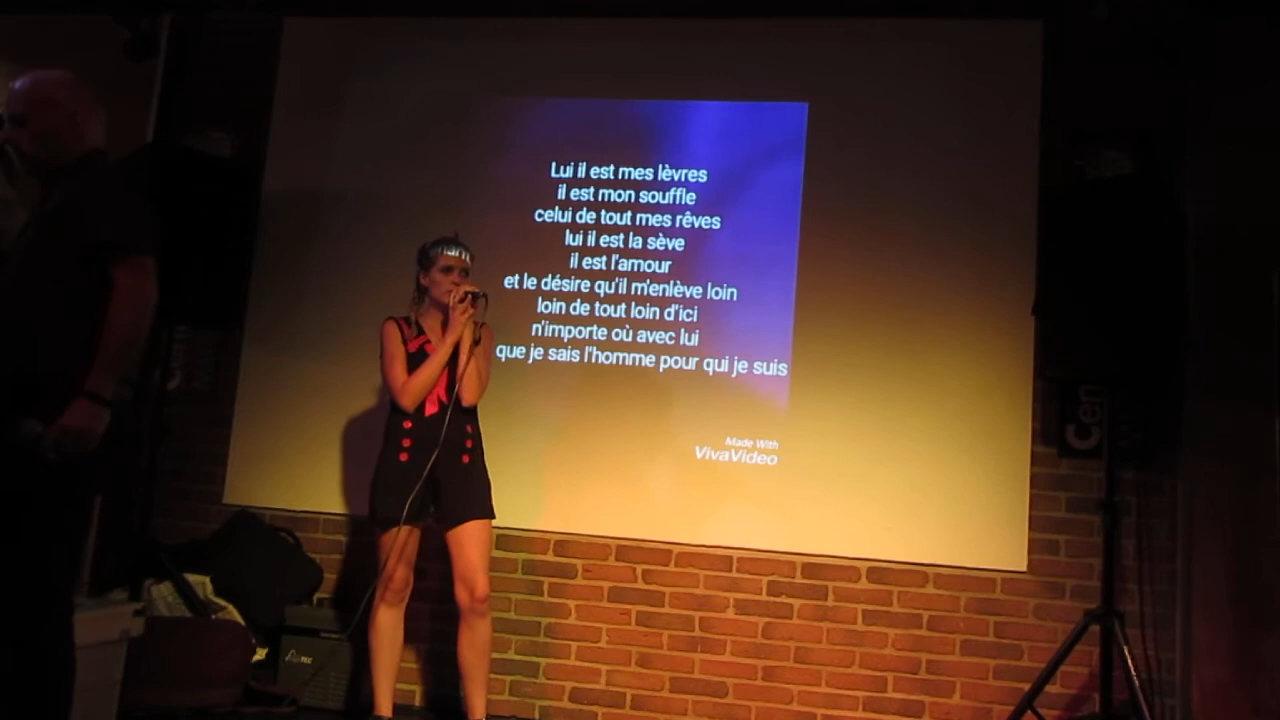 Lui il est mes lèvres
il est mon souffle
celui de tout mes rêves
lui il est la sève
il est l'amour
et le désire qu'il m'enlève loin
loin de tout loin d'ici
n'importe où avec lui
que je sais l'homme pour qui je suis
Made With
VivaVideo
Cen